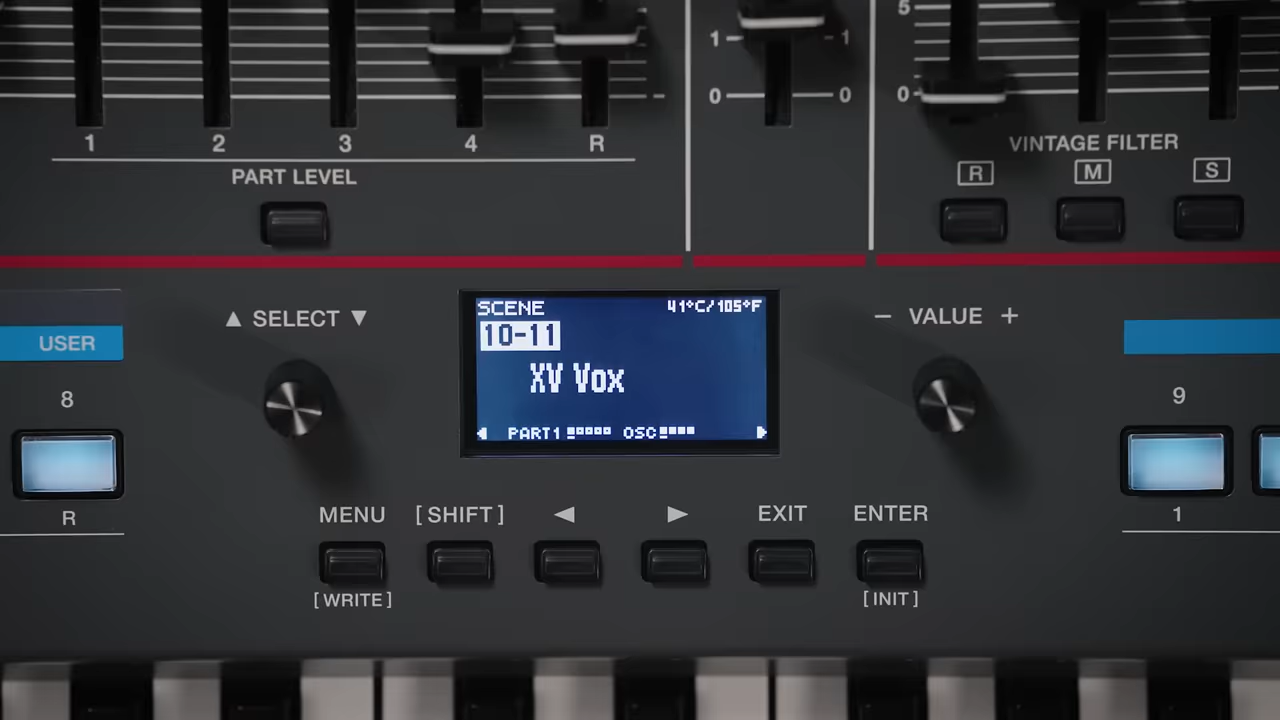 5
1 1
0 0
0
1 2 3 4 R
PART LEVEL
VINTAGE FILTER
R M S
▲ SELECT ▼
SCENE 41°C/105°F
10-11
XV Vox
PART1 OSC
− VALUE +
USER
8
R
9
1
MENU [SHIFT] ◀ ▶ EXIT ENTER
[WRITE] [INIT]